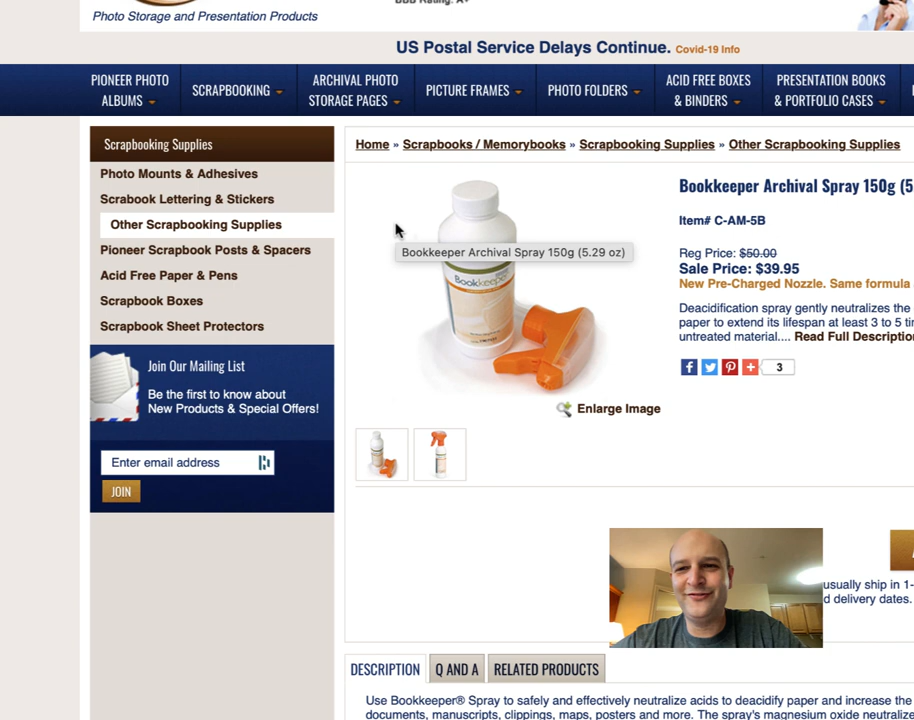 BBB Rating: A+
Photo Storage and Presentation Products
US Postal Service Delays Continue. Covid-19 Info
PIONEER PHOTO ALBUMS
SCRAPBOOKING
ARCHIVAL PHOTO STORAGE PAGES
PICTURE FRAMES
PHOTO FOLDERS
ACID FREE BOXES & BINDERS
PRESENTATION BOOKS & PORTFOLIO CASES
Scrapbooking Supplies
Photo Mounts & Adhesives
Scrabook Lettering & Stickers
Other Scrapbooking Supplies
Pioneer Scrapbook Posts & Spacers
Acid Free Paper & Pens
Scrapbook Boxes
Scrapbook Sheet Protectors
Join Our Mailing List
Be the first to know about
New Products & Special Offers!
Enter email address
JOIN
Home » Scrapbooks / Memorybooks » Scrapbooking Supplies » Other Scrapbooking Supplies
Bookkeeper Archival Spray 150g (5.29 oz)
Bookkeeper
Enlarge Image
Bookkeeper Archival Spray 150g (5
Item# C-AM-5B
Reg Price: $50.00
Sale Price: $39.95
New Pre-Charged Nozzle. Same formula
Deacidification spray gently neutralizes the
paper to extend its lifespan at least 3 to 5
untreated material.... Read Full Description
3
usually ship in 1-
d delivery dates.
DESCRIPTION
Q AND A
RELATED PRODUCTS
Use Bookkeeper® Spray to safely and effectively neutralize acids to deacidify paper and increase the
documents, manuscripts, clippings, maps, posters and more. The spray's magnesium oxide neutralize